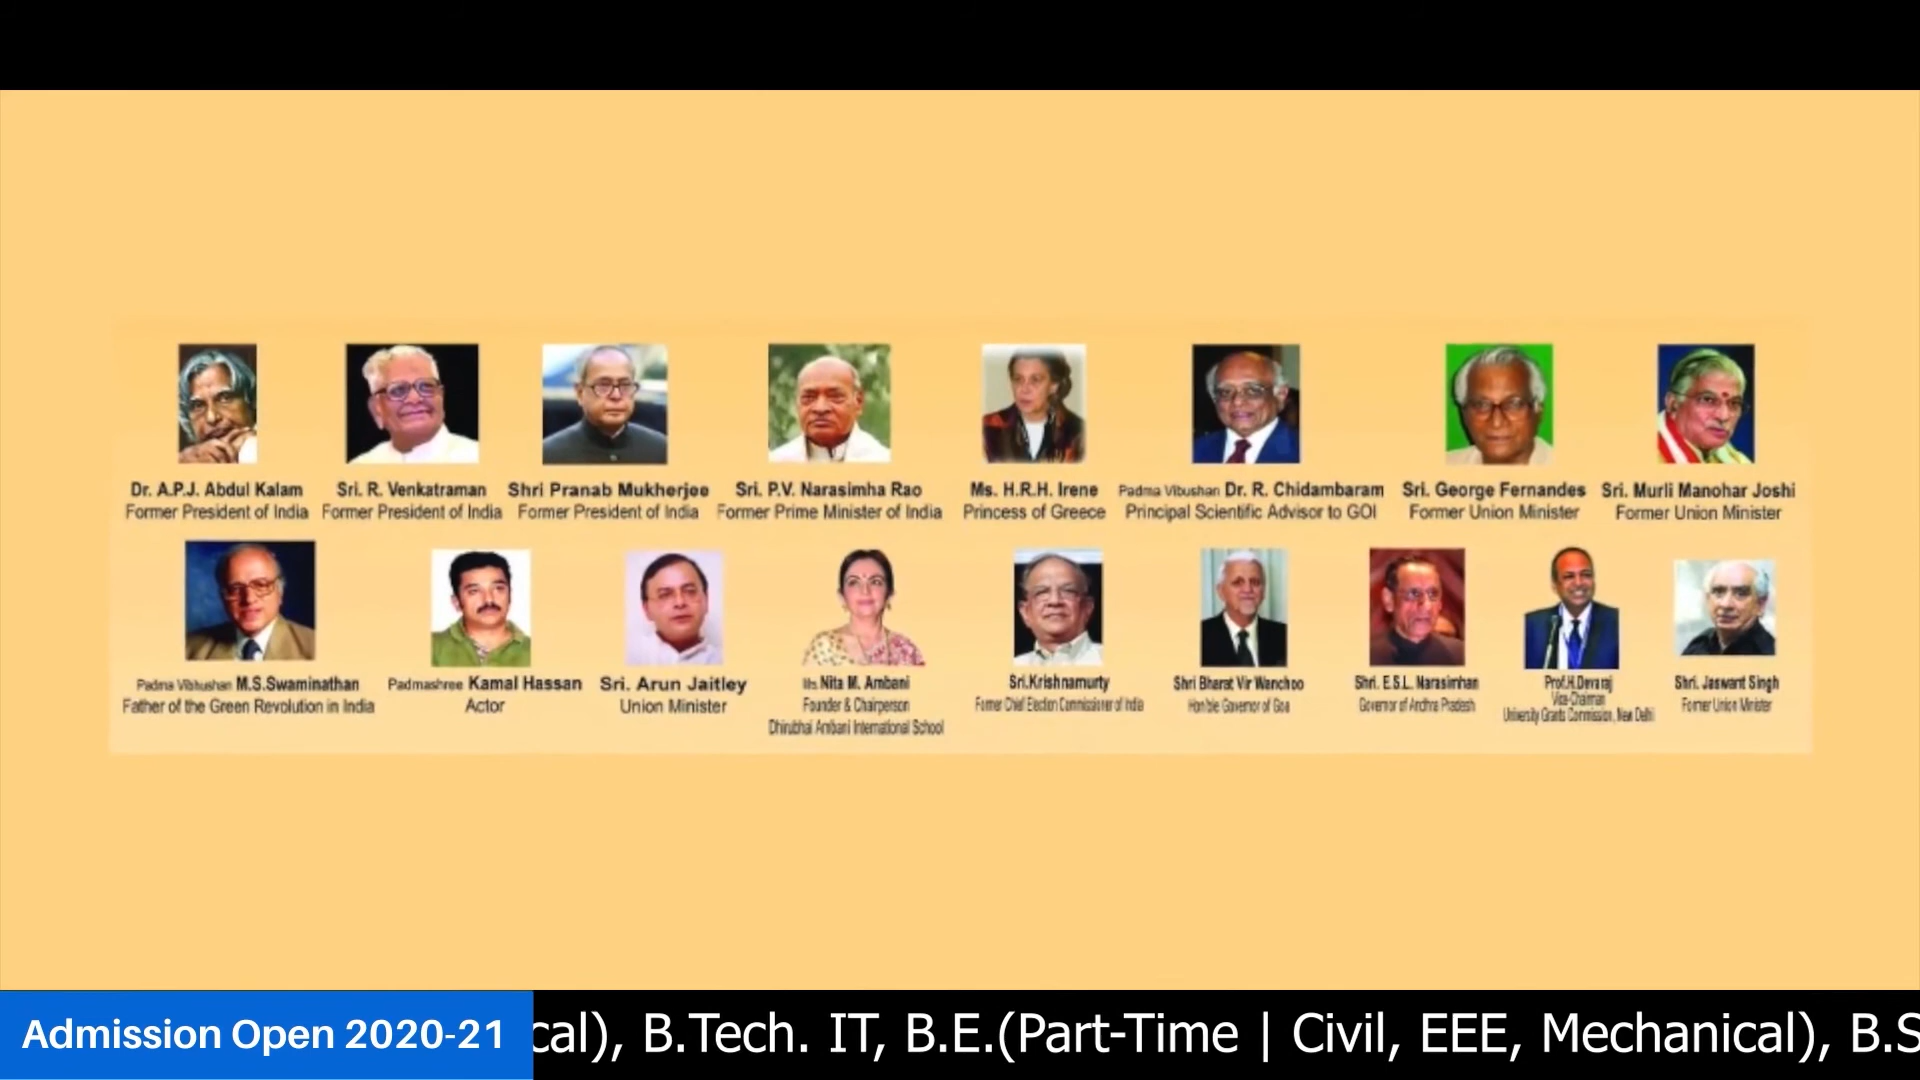 Dr. A.P.J. Abdul Kalam
Former President of India
Sri. R. Venkatraman
Former President of India
Shri Pranab Mukherjee
Former President of India
Sri. P.V. Narasimha Rao
Former Prime Minister of India
Ms. H.R.H. Irene
Princess of Greece
Padma Vibushan Dr. R. Chidambaram
Principal Scientific Advisor to GOI
Sri. George Fernandes
Former Union Minister
Sri. Murli Manohar Joshi
Former Union Minister
Padma Vibhushan M.S.Swaminathan
Father of the Green Revolution in India
Padmashree Kamal Hassan
Actor
Sri. Arun Jaitley
Union Minister
Nita M. Ambani
Founder & Chairperson
Dhirubhai Ambani International School
Sri.Krishnamurty
Former Chief Election Commissioner of India
Shri Bharat Vir Wanchoo
Hon'ble Governor of Goa
Shri. E.S.L. Narasimhan
Governor of Andhra Pradesh
Prof.H.Devaraj
Vice-Chairman
University Grants Commission, New Delhi
Shri. Jaswant Singh
Former Union Minister
Admission Open 2020-21
cal), B.Tech. IT, B.E.(Part-Time | Civil, EEE, Mechanical), B.S